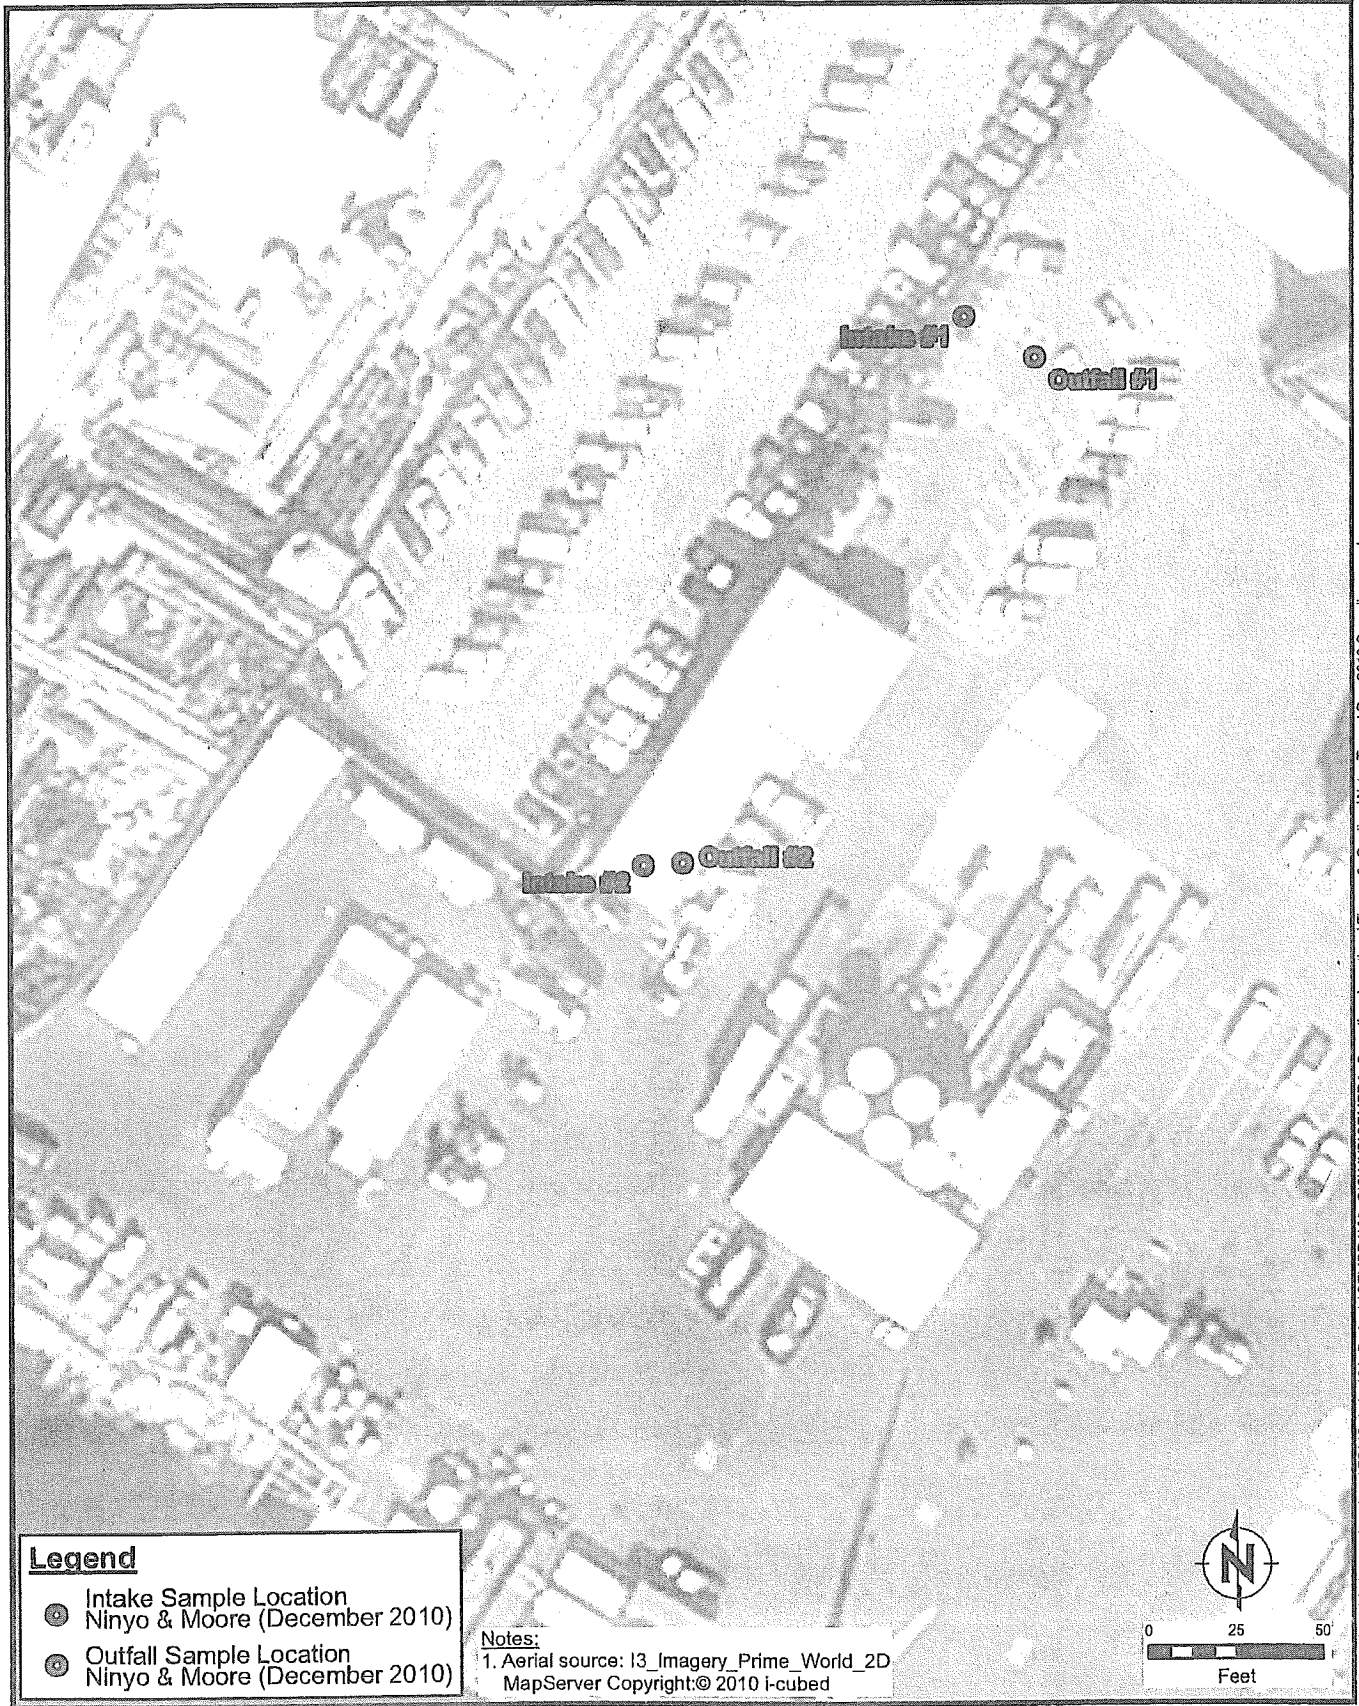 Intake #1
Outfall #1
Intake #2
Outfall #2
Legend
Intake Sample Location
Ninyo & Moore (December 2010)
Outfall Sample Location
Ninyo & Moore (December 2010)
Notes:
1. Aerial source: I3_Imagery_Prime_World_2D
MapServer Copyright:© 2010 i-cubed
N
0 25 50'
Feet